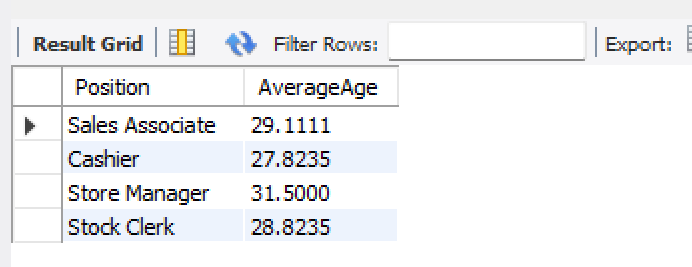 Result Grid Filter Rows: Export:
Position AverageAge
Sales Associate 29.1111
Cashier 27.8235
Store Manager 31.5000
Stock Clerk 28.8235